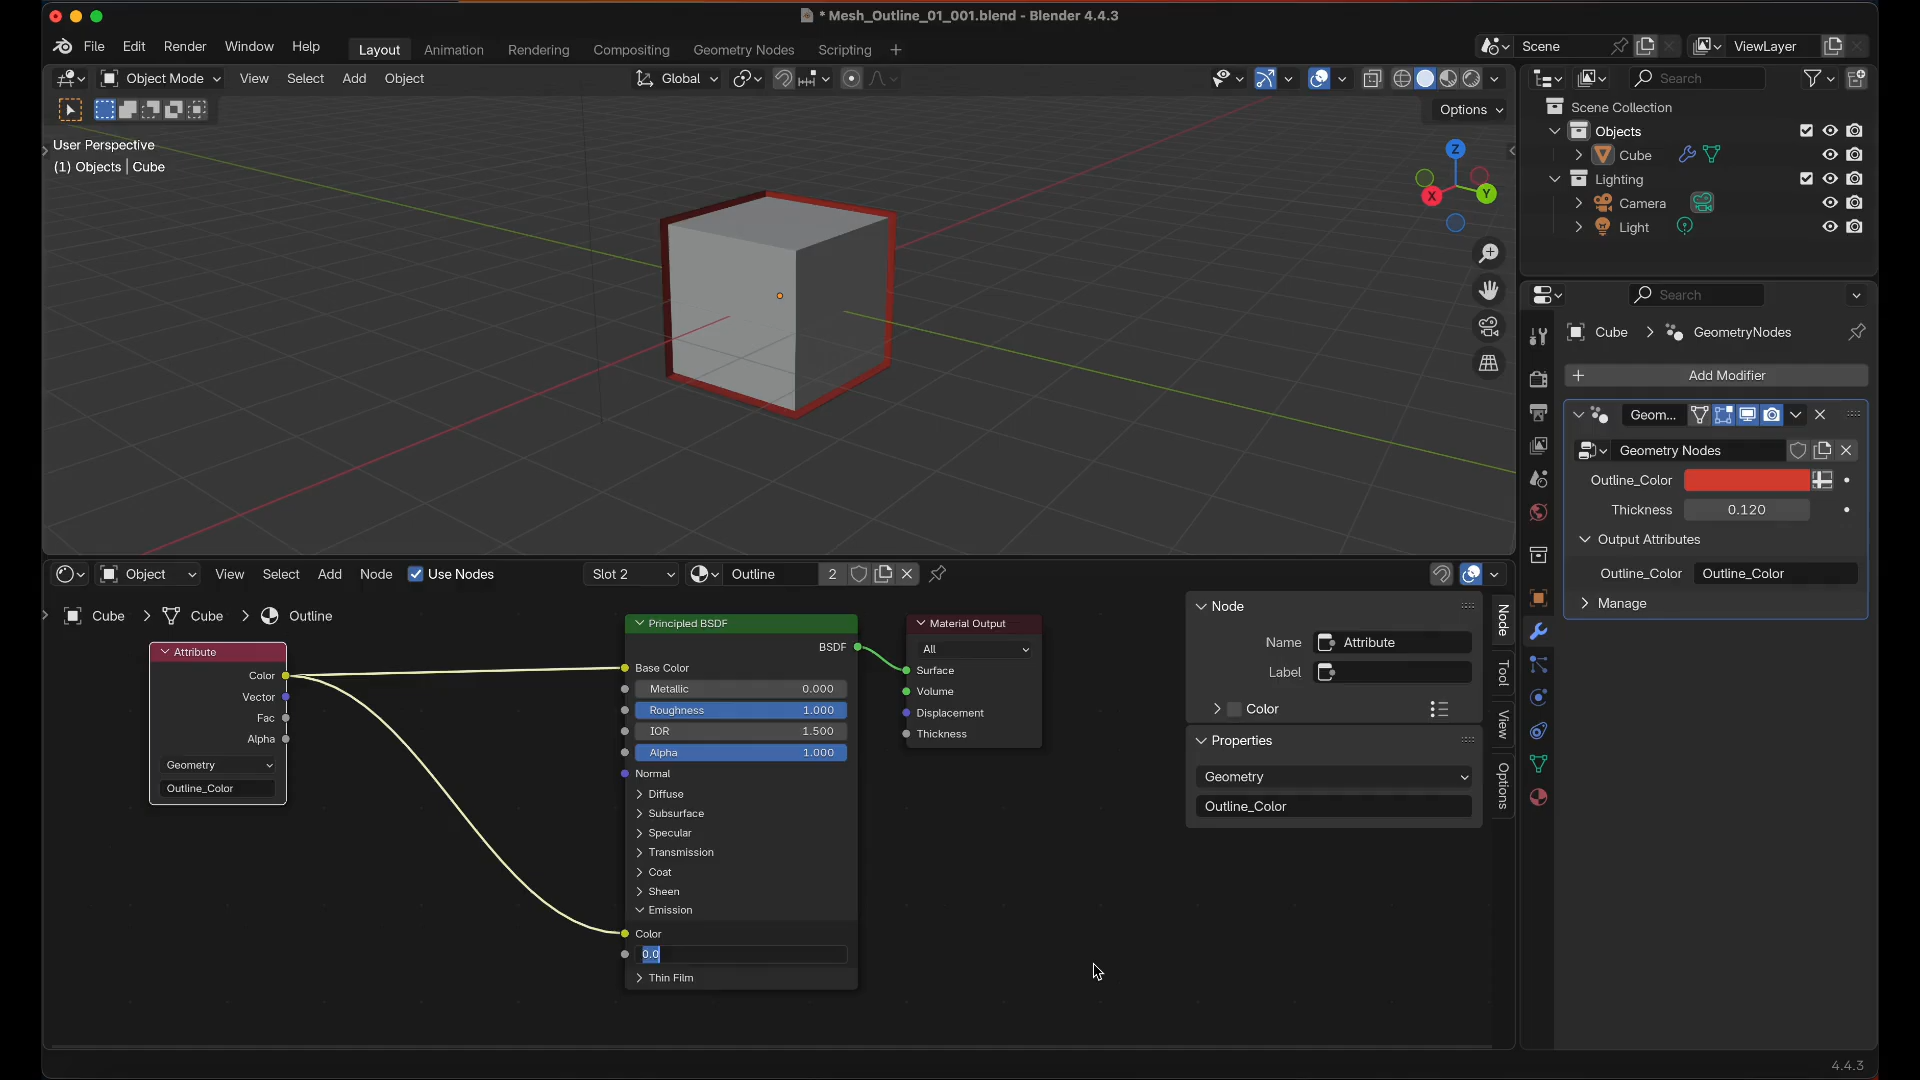 * Mesh_Outline_01_001.blend - Blender 4.4.3
File Edit Render Window Help Layout Animation Rendering Compositing Geometry Nodes Scripting + Scene ViewLayer
Object Mode View Select Add Object Global Search
Options
User Perspective
(1) Objects | Cube
Z
X
Y
Scene Collection
Objects
Cube
Lighting
Camera
Light
Search
Cube GeometryNodes
Add Modifier
Geom...
Geometry Nodes
Outline_Color
Thickness 0.120
Output Attributes
Outline_Color Outline_Color
Manage
Object View Select Add Node Use Nodes Slot 2 Outline 2
Cube Cube Outline
Attribute
Color
Vector
Fac
Alpha
Geometry
Outline_Color
Principled BSDF
BSDF
Base Color
Metallic 0.000
Roughness 1.000
IOR 1.500
Alpha 1.000
Normal
Diffuse
Subsurface
Specular
Transmission
Coat
Sheen
Emission
Color
0.0
Thin Film
Material Output
All
Surface
Volume
Displacement
Thickness
Node
Name Attribute
Label
Color
Properties
Geometry
Outline_Color
Node
Tool
View
Options
4.4.3